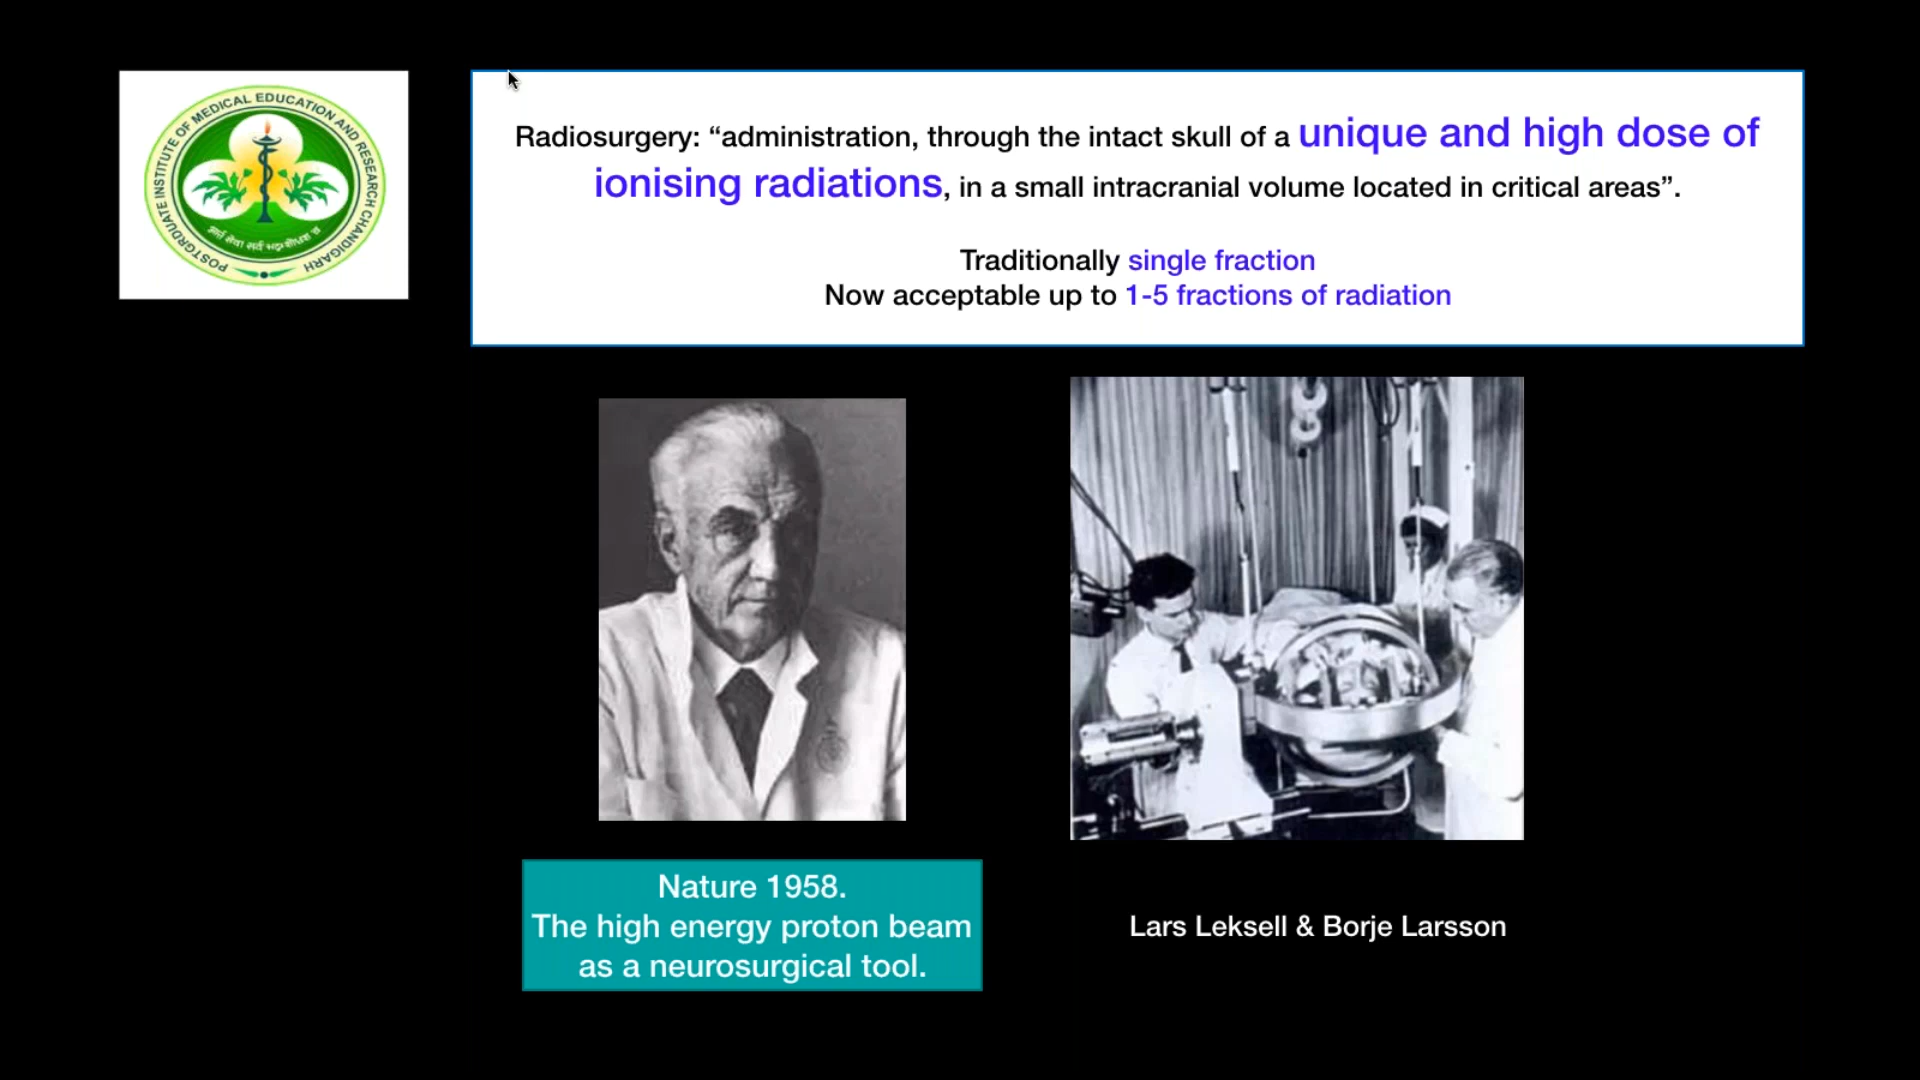 POSTGRADUATE INSTITUTE OF MEDICAL EDUCATION AND RESEARCH CHANDIGARH
Radiosurgery: “administration, through the intact skull of a unique and high dose of
ionising radiations, in a small intracranial volume located in critical areas”.
Traditionally single fraction
Now acceptable up to 1-5 fractions of radiation
Nature 1958.
The high energy proton beam
as a neurosurgical tool.
Lars Leksell & Borje Larsson